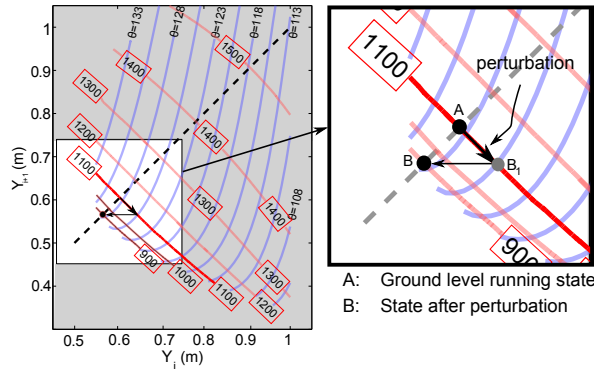 θ=133
θ=128
θ=123
θ=118
θ=113
1500
1400
1300
1200
1100
1400
1300
1400
θ=108
900
1000
1100
1200
1300
1
0.9
0.8
0.7
0.6
0.5
0.4
Y_{i+1} (m)
0.5
0.6
0.7
0.8
0.9
1
Y_i (m)
1100
perturbation
A
B
B_1
900
A: Ground level running state
B: State after perturbation